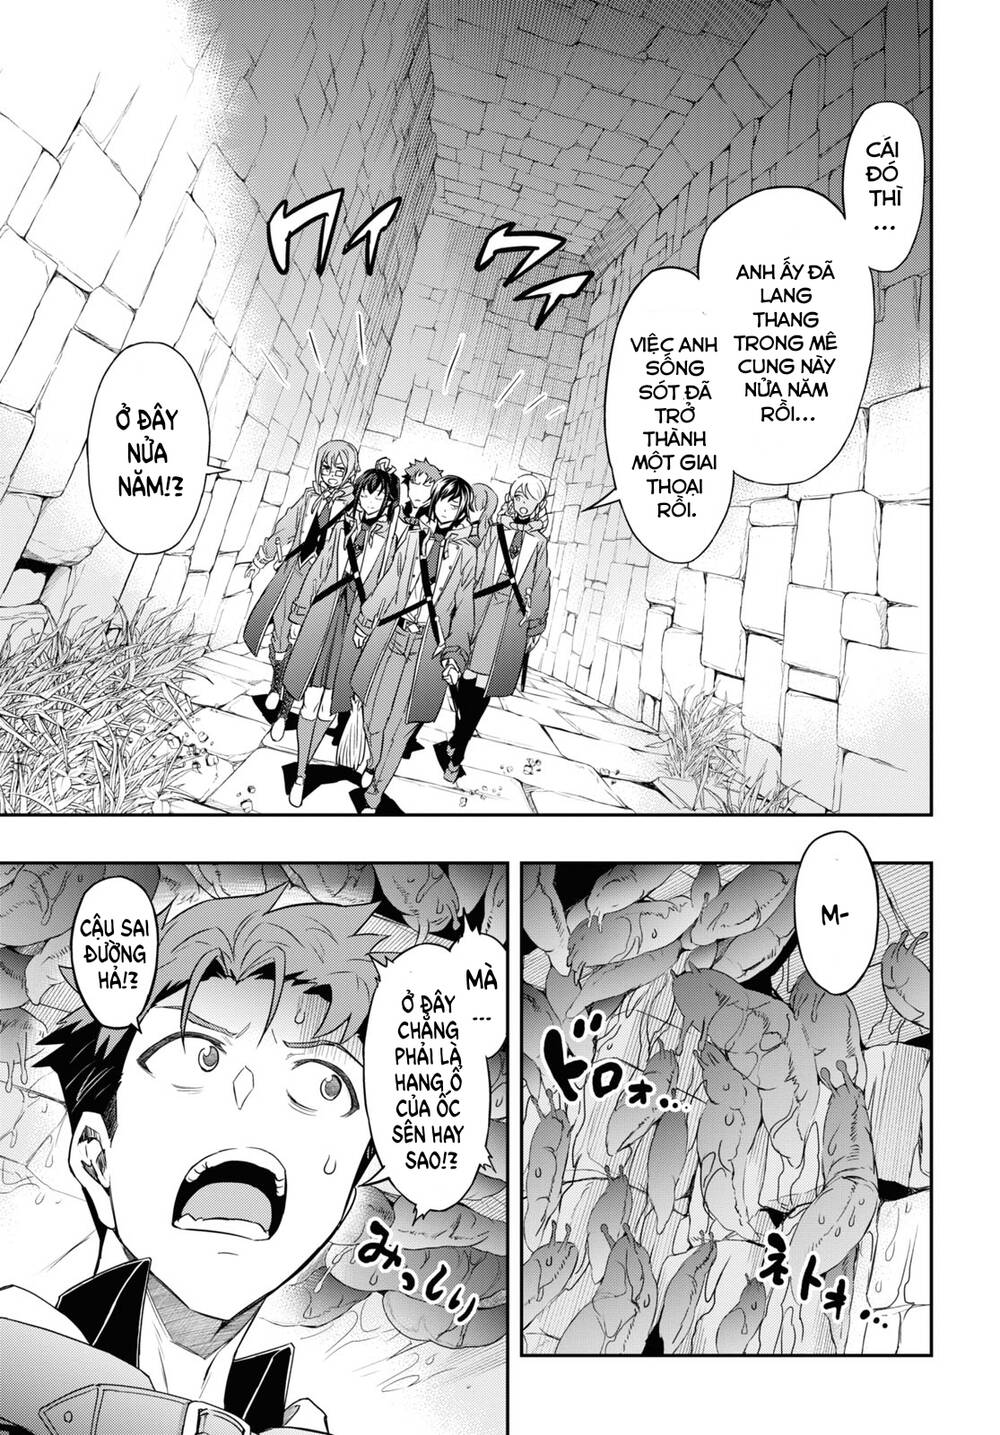 CÁI
ĐÓ
THÌ
...
ANH ẤY ĐÃ
LANG
THANG
TRONG MÊ
CUNG NÀY
NỬA NĂM
RỒI...
VIỆC ANH
SỐNG
SÓT ĐÃ
TRỞ
THÀNH
MỘT GIAI
THOẠI
RỒI.
ワイ
ワイ
Ở ĐÂY
NỬA
NĂM!?
M-
ドロォ...
ネトォ...
MÀ
...
Ở ĐÂY
CHẲNG
PHẢI LÀ
HANG Ổ
CỦA ỐC
SÊN HAY
SAO!?
CẬU SAI
ĐƯỜNG
HẢ!?
みっしり